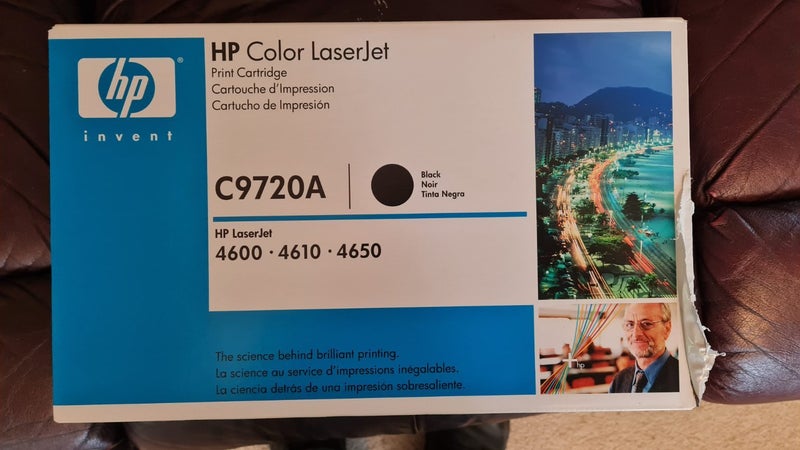 hp
®
invent
HP Color LaserJet
Print Cartridge
Cartouche d'Impression
Cartucho de Impresión
C9720A
Black
Noir
Tinta Negra
HP LaserJet
4600 · 4610 · 4650
The science behind brilliant printing.
La science au service d'impressions inégalables.
La ciencia detrás de una impresión sobresaliente.
+hp